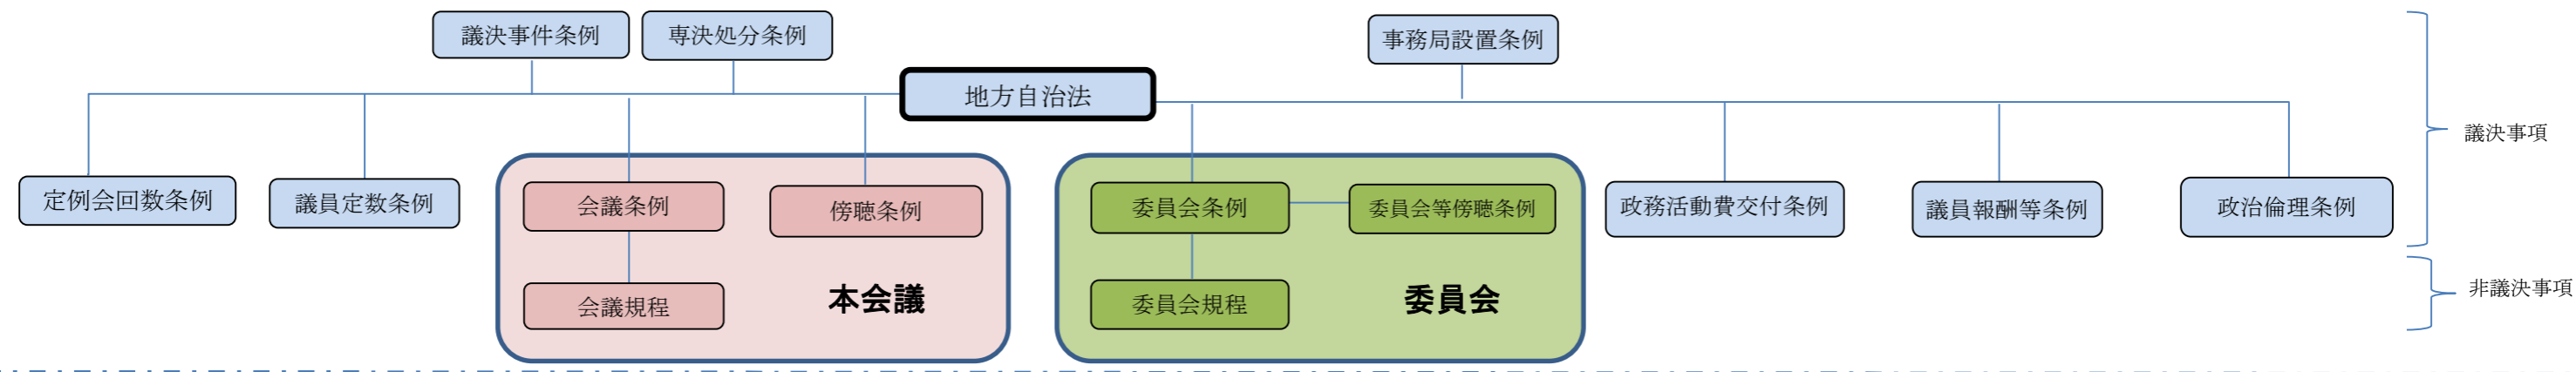 議決事件条例
専決処分条例
事務局設置条例
地方自治法
議決事項
定例会回数条例
議員定数条例
会議条例
傍聴条例
委員会条例
委員会等傍聴条例
政務活動費交付条例
議員報酬等条例
政治倫理条例
会議規程
本会議
委員会規程
委員会
非議決事項